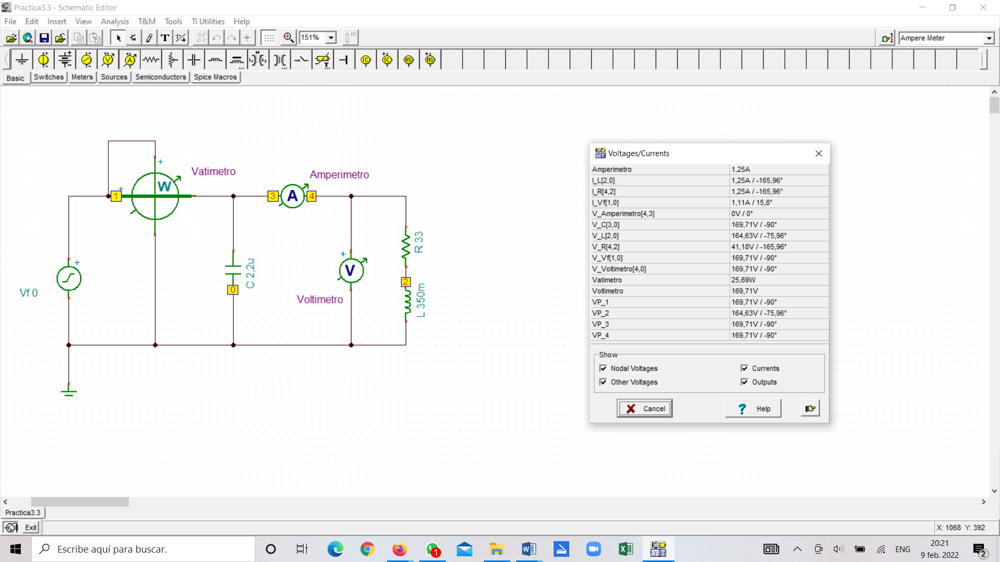 Practica3.3 - Schematic Editor
File Edit Insert View Analysis T&M Tools TI Utilities Help
T 151% 1K Ampere Meter
Basic Switches Meters Sources Semiconductors Spice Macros
+
Vatimetro
Amperimetro
W
+
1
3 A 4
R 33
+
+
V
C 2,2u
0
2
Vf 0
Voltimetro
L 350m
Voltages/Currents
Amperimetro 1,25A
I_L[2,0] 1,25A / -165,96°
I_R[4,2] 1,25A / -165,96°
I_Vf[1,0] 1,11A / 15,8°
V_Amperimetro[4,3] 0V / 0°
V_C[3,0] 169,71V / -90°
V_L[2,0] 164,63V / -75,96°
V_R[4,2] 41,18V / -165,96°
V_Vf[1,0] 169,71V / -90°
V_Voltimetro[4,0] 169,71V / -90°
Vatimetro 25,69W
Voltimetro 169,71V
VP_1 169,71V / -90°
VP_2 164,63V / -75,96°
VP_3 169,71V / -90°
VP_4 169,71V / -90°
Show
Nodal Voltages Currents
Other Voltages Outputs
Cancel ? Help
Practica3.3
Exit
X: 1068 Y: 392
Escribe aquí para buscar.
1
ENG
20:21
9 feb. 2022
2